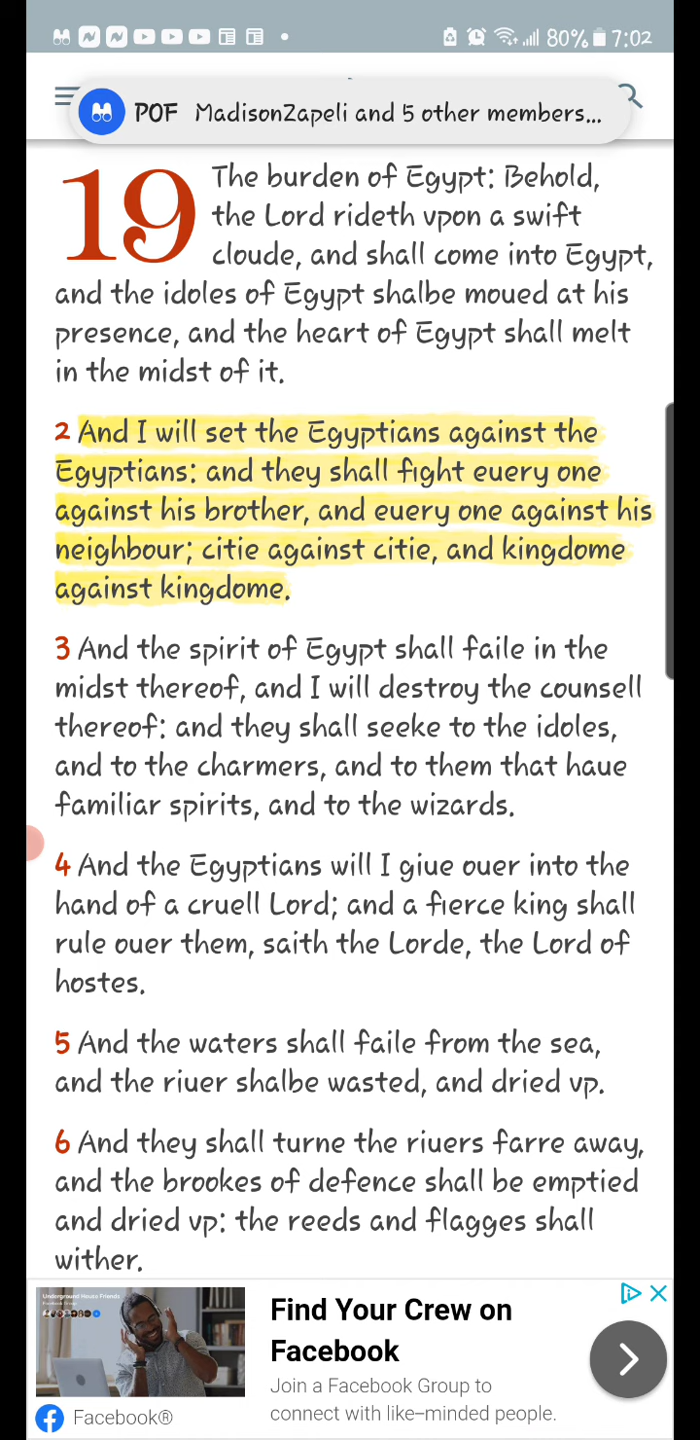 80% 7:02
POF MadisonZapeli and 5 other members...
19 The burden of Egypt: Behold,
the Lord rideth vpon a swift
cloude, and shall come into Egypt,
and the idoles of Egypt shalbe moued at his
presence, and the heart of Egypt shall melt
in the midst of it.
2 And I will set the Egyptians against the
Egyptians: and they shall fight euery one
against his brother, and euery one against his
neighbour; citie against citie, and kingdome
against kingdome.
3 And the spirit of Egypt shall faile in the
midst thereof, and I will destroy the counsell
thereof: and they shall seeke to the idoles,
and to the charmers, and to them that haue
familiar spirits, and to the wizards.
4 And the Egyptians will I giue ouer into the
hand of a cruell Lord; and a fierce king shall
rule ouer them, saith the Lorde, the Lord of
hostes.
5 And the waters shall faile from the sea,
and the riuer shalbe wasted, and dried vp.
6 And they shall turne the riuers farre away,
and the brookes of defence shall be emptied
and dried vp: the reeds and flagges shall
wither.
Underground House Friends
Facebook Group
Find Your Crew on
Facebook
Join a Facebook Group to
connect with like-minded people.
Facebook®